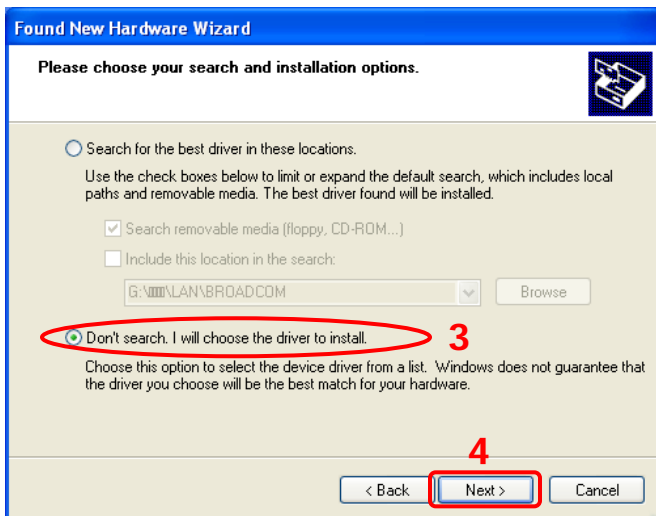 Found New Hardware Wizard
Please choose your search and installation options.
Search for the best driver in these locations.
Use the check boxes below to limit or expand the default search, which includes local
paths and removable media. The best driver found will be installed.
Search removable media (floppy, CD-ROM...)
Include this location in the search:
G:\\LAN\BROADCOM
Browse
Don't search. I will choose the driver to install.
3
Choose this option to select the device driver from a list. Windows does not guarantee that
the driver you choose will be the best match for your hardware.
4
< Back
Next >
Cancel